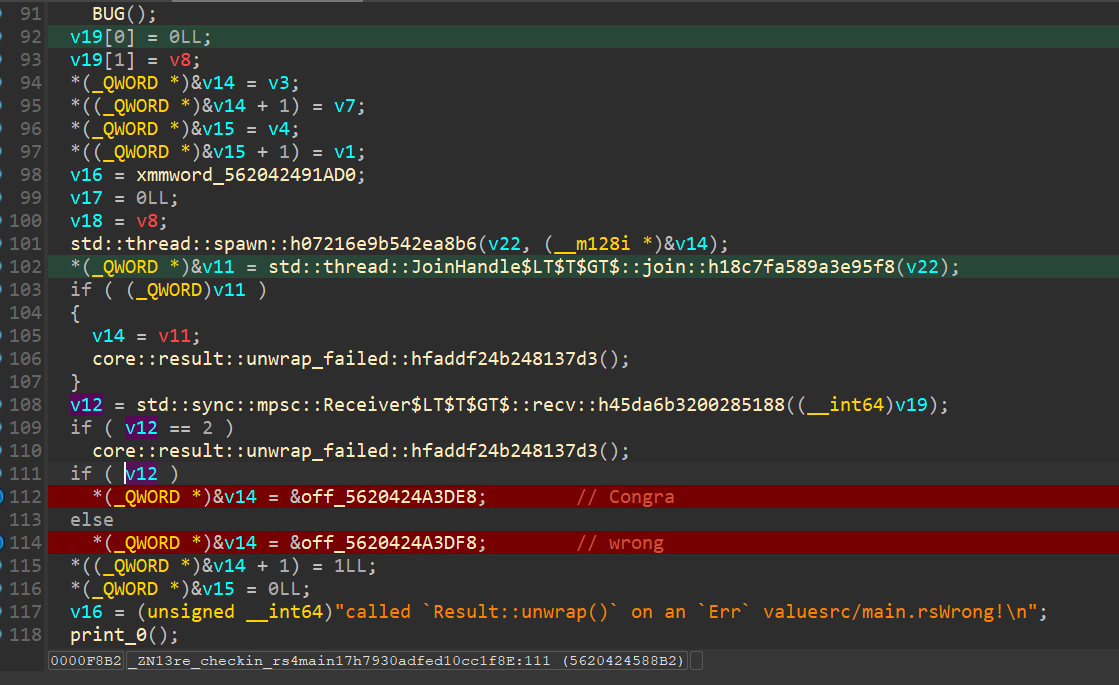 91 BUG();
92 v19[0] = 0LL;
93 v19[1] = v8;
94 *(_QWORD *)&v14 = v3;
95 *((_QWORD *)&v14 + 1) = v7;
96 *(_QWORD *)&v15 = v4;
97 *((_QWORD *)&v15 + 1) = v1;
98 v16 = xmmword_562042491AD0;
99 v17 = 0LL;
100 v18 = v8;
101 std::thread::spawn::h07216e9b542ea8b6(v22, (__m128i *)&v14);
102 *(_QWORD *)&v11 = std::thread::JoinHandle$LT$T$GT$::join::h18c7fa589a3e95f8(v22);
103 if ( (_QWORD)v11 )
104 {
105 v14 = v11;
106 core::result::unwrap_failed::hfaddf24b248137d3();
107 }
108 v12 = std::sync::mpsc::Receiver$LT$T$GT$::recv::h45da6b3200285188((__int64)v19);
109 if ( v12 == 2 )
110 core::result::unwrap_failed::hfaddf24b248137d3();
111 if ( v12 )
112 *(_QWORD *)&v14 = &off_5620424A3DE8; // Congra
113 else
114 *(_QWORD *)&v14 = &off_5620424A3DF8; // wrong
115 *((_QWORD *)&v14 + 1) = 1LL;
116 *(_QWORD *)&v15 = 0LL;
117 v16 = (unsigned __int64)"called `Result::unwrap()` on an `Err` valuesrc/main.rsWrong!\n";
118 print_0();
0000F8B2 _ZN13re_checkin_rs4main17h7930adfed10cc1f8E:111 (5620424588B2)